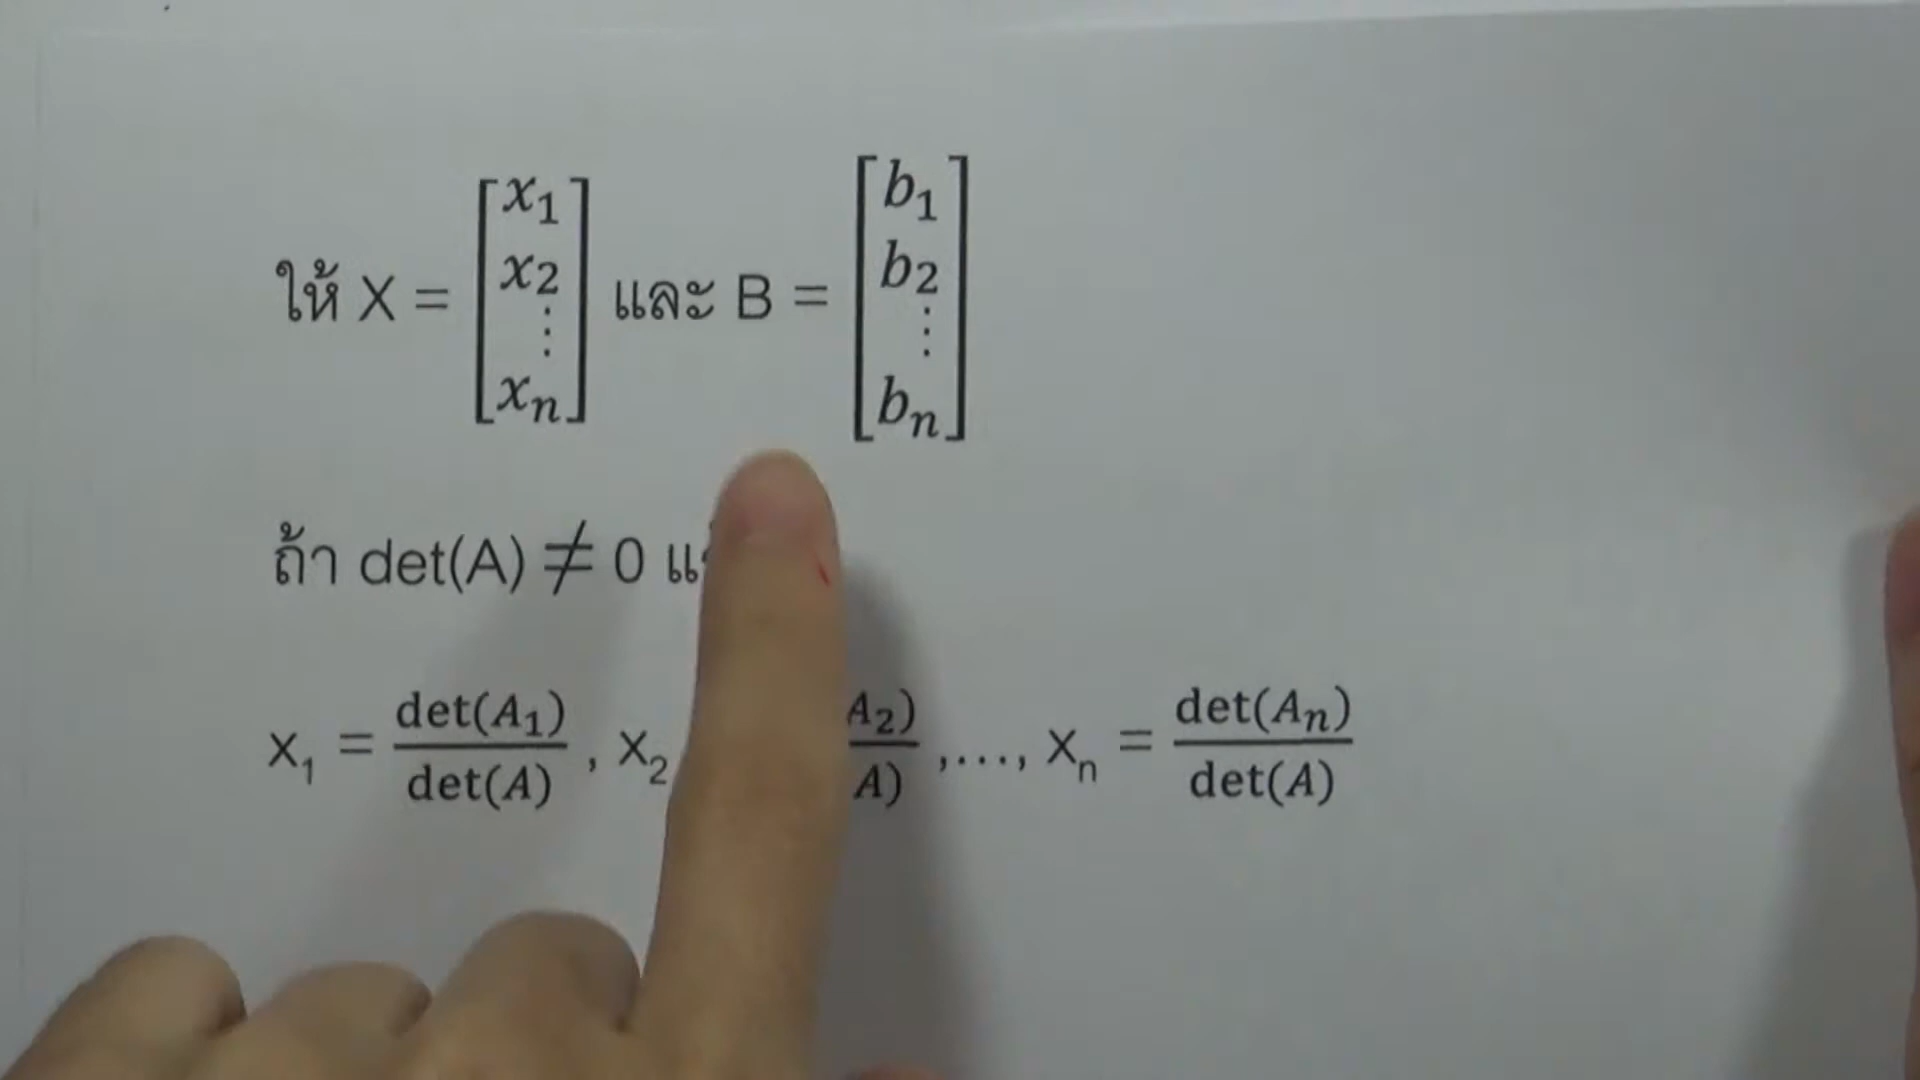 ให้ X = [x₁ x₂ ⋮ xₙ] และ B = [b₁ b₂ ⋮ bₙ]
ถ้า det(A) ≠ 0
x₁ = det(A₁)/det(A) , x₂ A₂)/A) ,..., xₙ = det(Aₙ)/det(A)